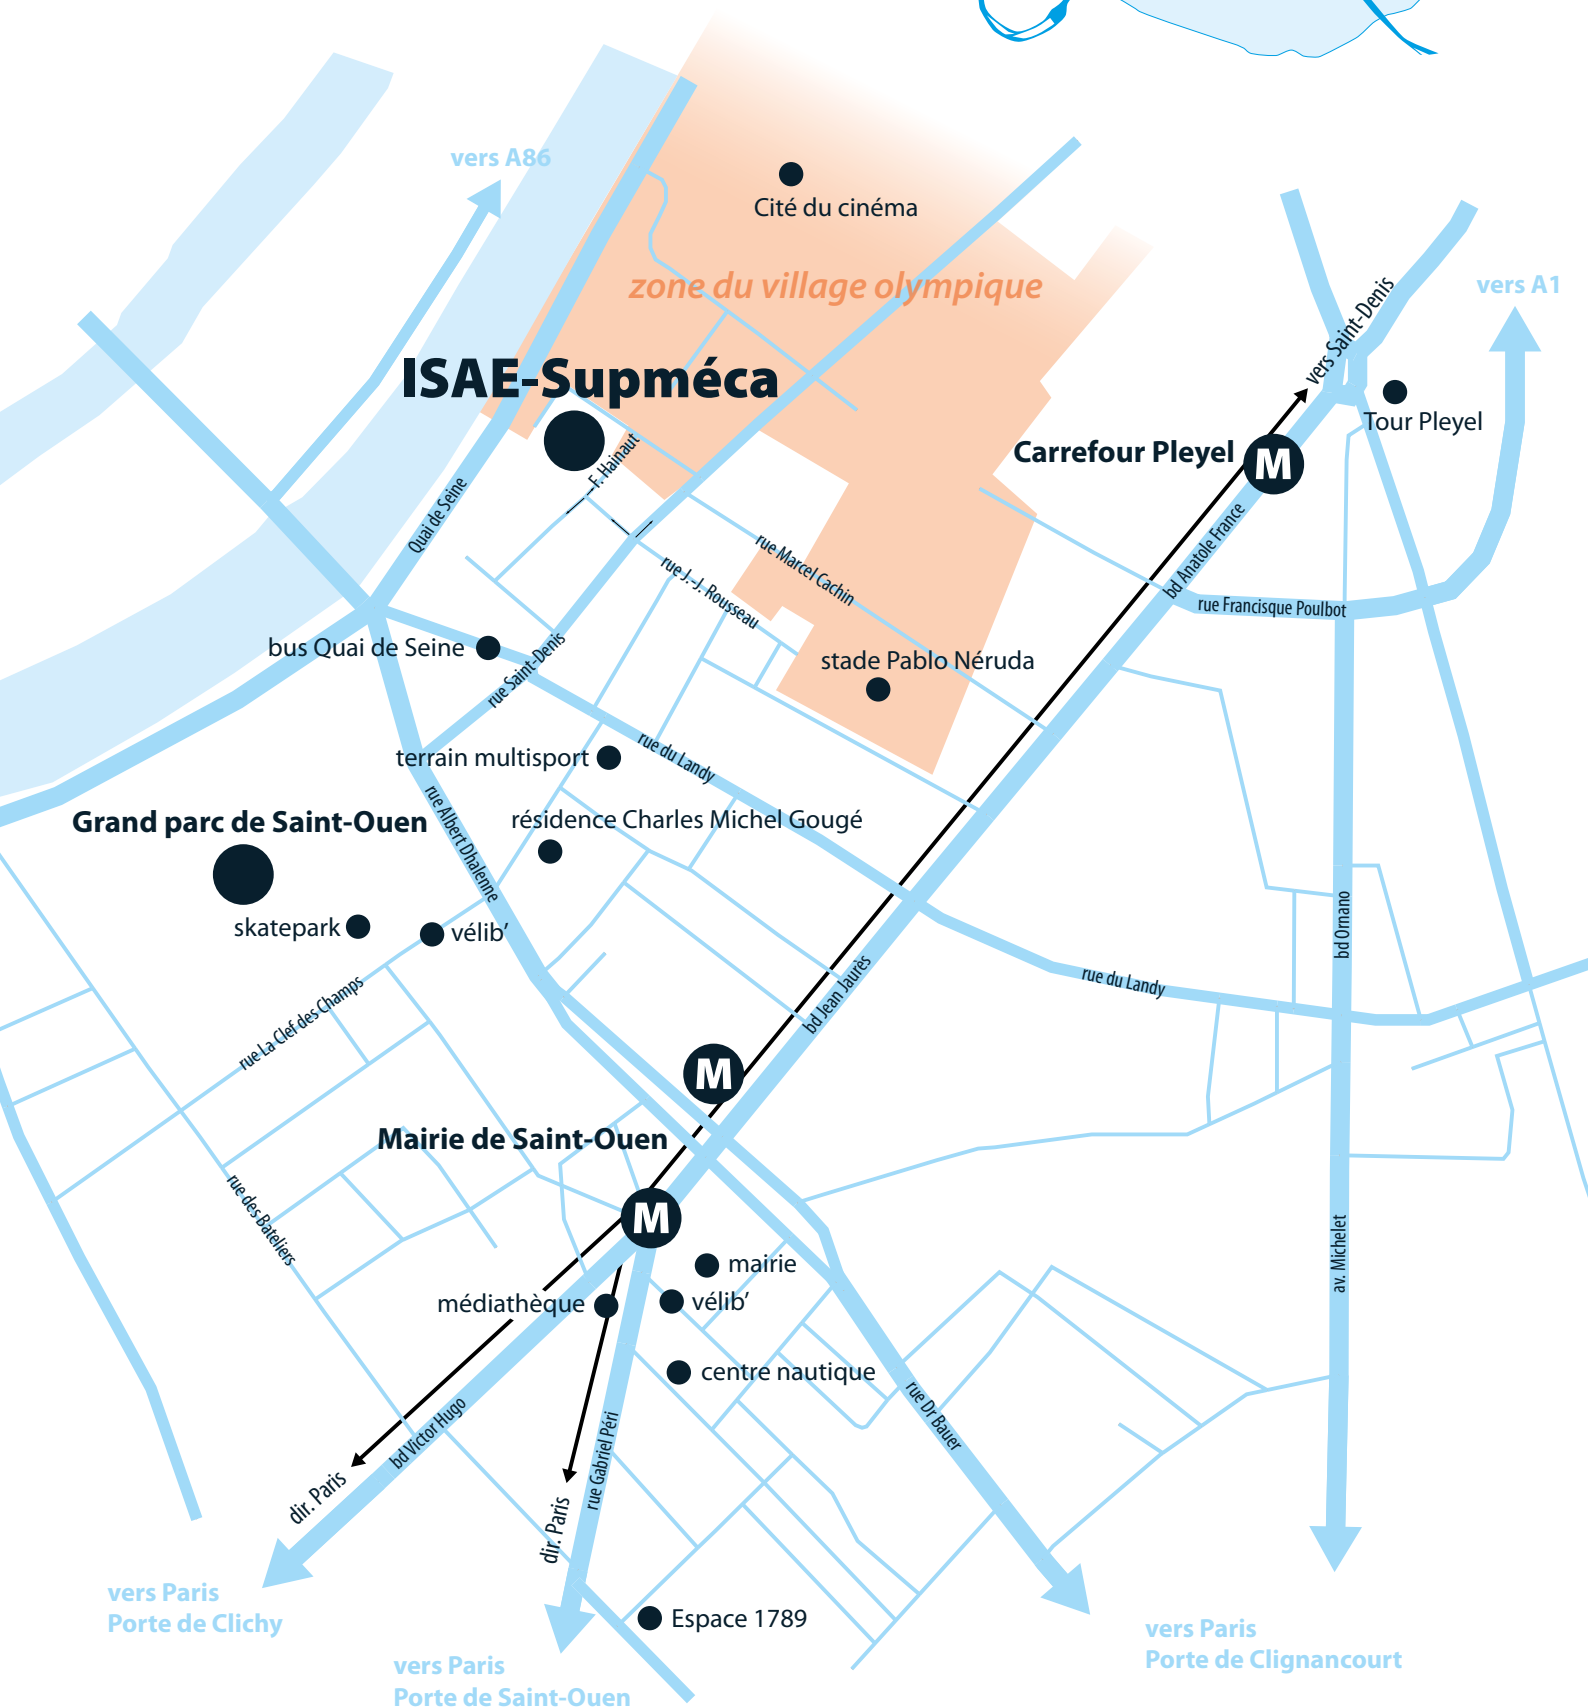 vers A86
Cité du cinéma
zone du village olympique
vers A1
vers Saint-Denis
ISAE-Supméca
Tour Pleyel
Carrefour Pleyel
M
F. Hainaut
Quai de Seine
bd Anatole France
rue Marcel Cachin
rue J.-J. Rousseau
rue Francisque Poulbot
bus Quai de Seine
rue Saint-Denis
stade Pablo Néruda
terrain multisport
rue du Landy
Grand parc de Saint-Ouen
rue Albert Dhalenne
résidence Charles Michel Gougé
skatepark
vélib’
bd Ornano
rue du Landy
bd Jean Jaurès
rue La Clef des Champs
M
Mairie de Saint-Ouen
rue des Bateliers
M
mairie
av. Michelet
médiathèque
vélib’
centre nautique
rue Dr Bauer
bd Victor Hugo
rue Gabriel Péri
dir. Paris
dir. Paris
vers Paris
Porte de Clichy
Espace 1789
vers Paris
Porte de Clignancourt
vers Paris
Porte de Saint-Ouen